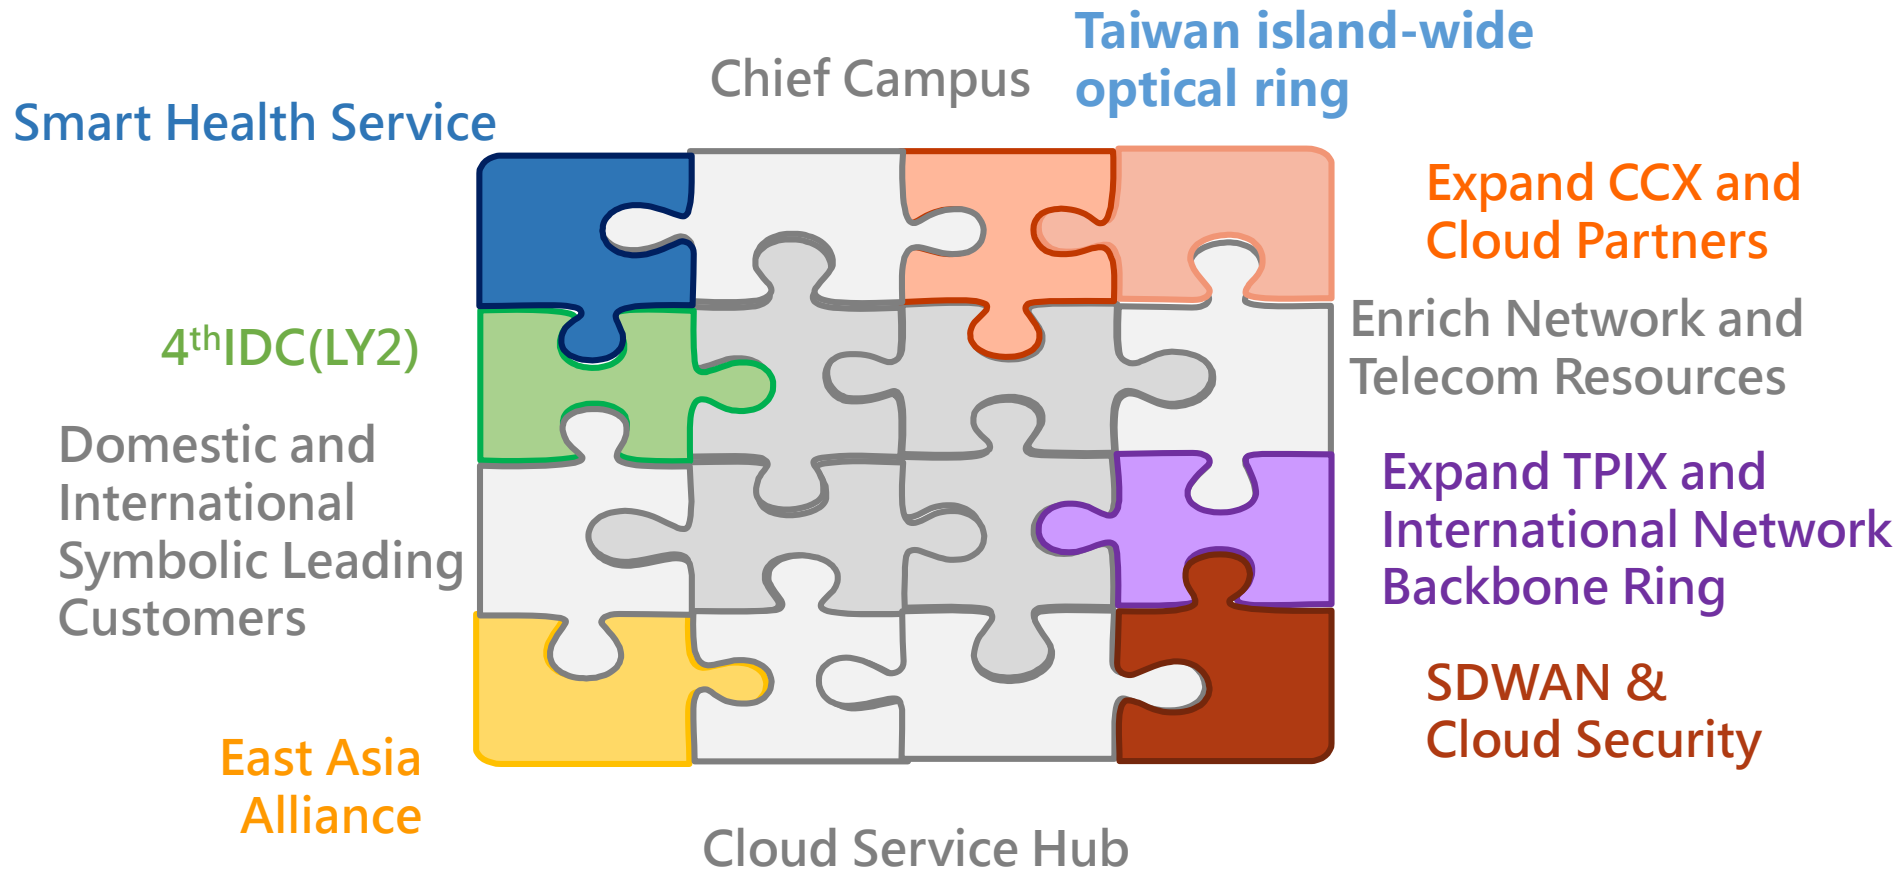 Taiwan island-wide
optical ring
Chief Campus
Smart Health Service
Expand CCX and
Cloud Partners
4thIDC(LY2)
Enrich Network and
Telecom Resources
Domestic and
International
Symbolic Leading
Customers
Expand TPIX and
International Network
Backbone Ring
SDWAN &
Cloud Security
East Asia
Alliance
Cloud Service Hub